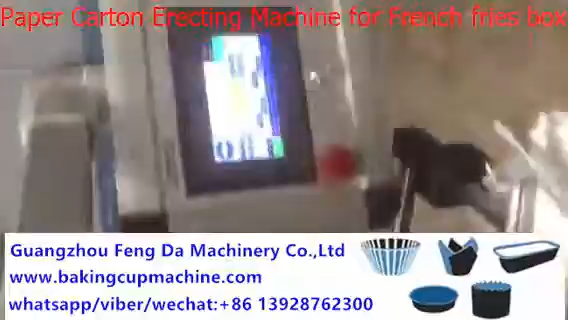 Paper Carton Erecting Machine for French fries box
Guangzhou Feng Da Machinery Co.,Ltd
www.bakingcupmachine.com
whatsapp/viber/wechat:+86 13928762300